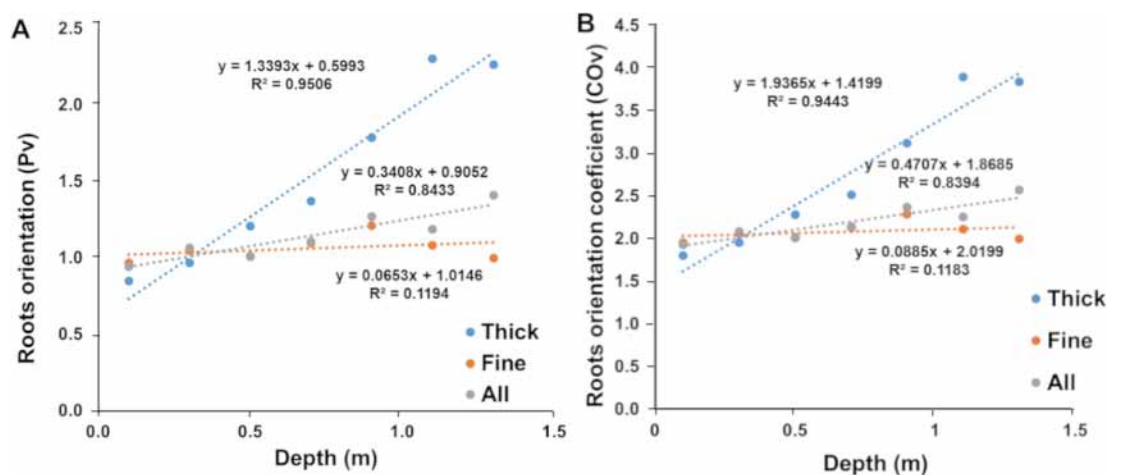 A
Roots orientation (Pv)
2.5
2.0
1.5
1.0
0.5
0.0
y = 1.3393x + 0.5993
R² = 0.9506
y = 0.3408x + 0.9052
R² = 0.8433
y = 0.0653x + 1.0146
R² = 0.1194
Thick
Fine
All
0.0 0.5 1.0 1.5
Depth (m)
B
Roots orientation coeficient (COv)
4.5
4.0
3.5
3.0
2.5
2.0
1.5
1.0
0.5
0.0
y = 1.9365x + 1.4199
R² = 0.9443
y = 0.4707x + 1.8685
R² = 0.8394
y = 0.0885x + 2.0199
R² = 0.1183
Thick
Fine
All
0 0.5 1 1.5
Depth (m)